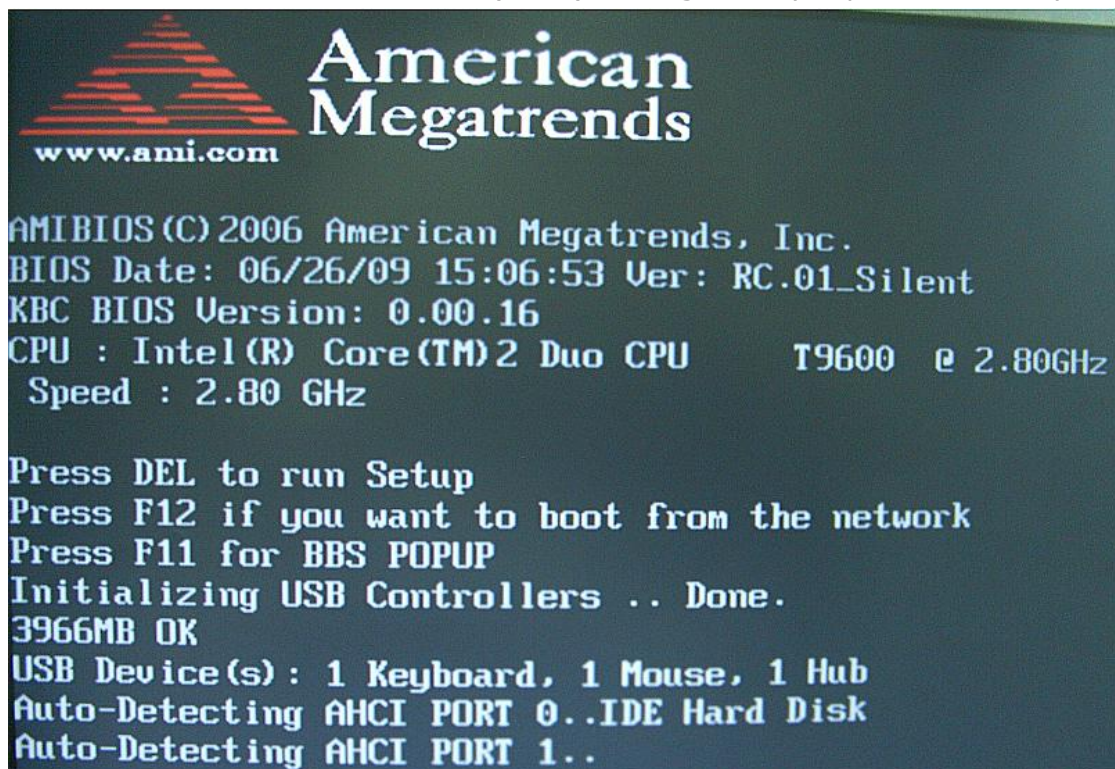 American
Megatrends
www.ami.com
AMIBIOS(C)2006 American Megatrends, Inc.
BIOS Date: 06/26/09 15:06:53 Ver: RC.01_Silent
KBC BIOS Version: 0.00.16
CPU : Intel(R) Core(TM)2 Duo CPU     T9600  @ 2.80GHz
Speed : 2.80 GHz
Press DEL to run Setup
Press F12 if you want to boot from the network
Press F11 for BBS POPUP
Initializing USB Controllers .. Done.
3966MB OK
USB Device(s): 1 Keyboard, 1 Mouse, 1 Hub
Auto-Detecting AHCI PORT 0..IDE Hard Disk
Auto-Detecting AHCI PORT 1..